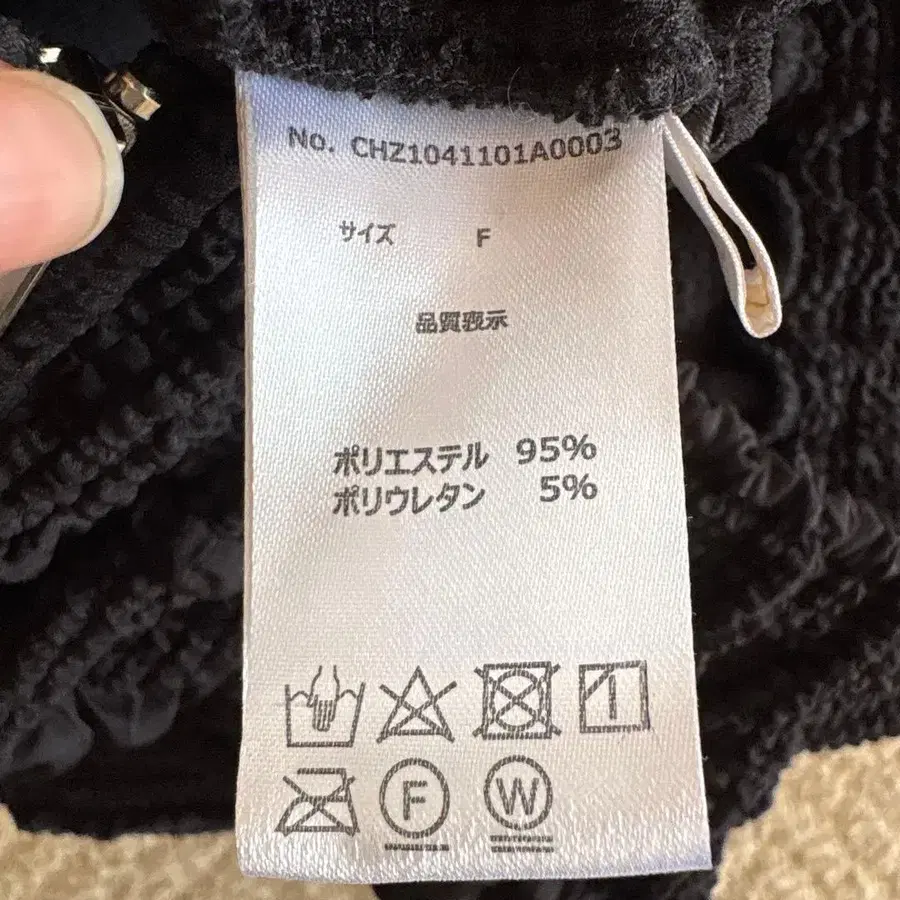 No. CHZ1041101A0003
サイズ F
品質表示
ポリエステル 95%
ポリウレタン 5%
F W